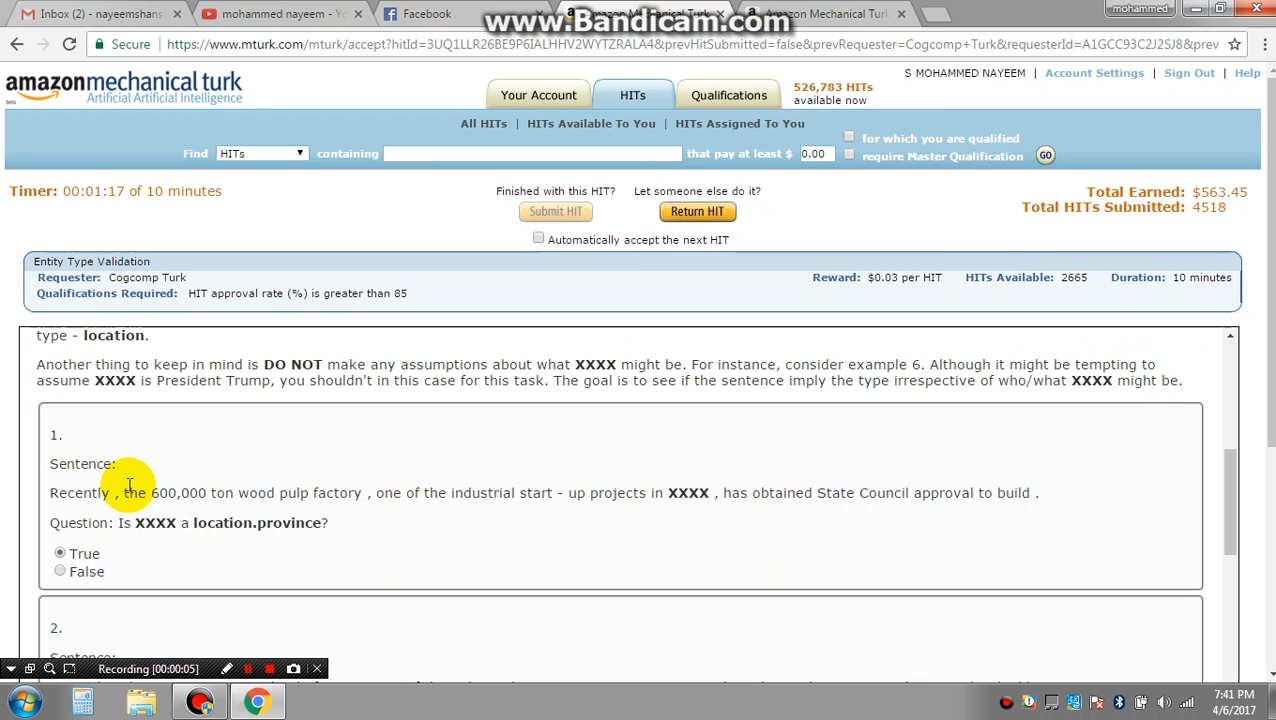 Inbox (2) - nayeemshans
mohammed nayeem - Yo
Facebook
Amazon Mechanical Turk
Amazon Mechanical Turk
mohammed
www.Bandicam.com
Secure
https://www.mturk.com/mturk/accept?hitId=3UQ1LLR26BE9P6IALHHV2WYTZRALA4&prevHitSubmitted=false&prevRequester=Cogcomp+Turk&requesterId=A1GCC93C2J2SJ8&prev
amazonmechanical turk
beta
Artificial Artificial Intelligence
Your Account
HITs
Qualifications
526,783 HITs
available now
S MOHAMMED NAYEEM | Account Settings | Sign Out | Help
All HITs | HITs Available To You | HITs Assigned To You
Find HITs containing that pay at least $ 0.00
for which you are qualified
require Master Qualification
GO
Timer: 00:01:17 of 10 minutes
Finished with this HIT?
Submit HIT
Let someone else do it?
Return HIT
Automatically accept the next HIT
Total Earned: $563.45
Total HITs Submitted: 4518
Entity Type Validation
Requester: Cogcomp Turk
Reward: $0.03 per HIT
HITs Available: 2665
Duration: 10 minutes
Qualifications Required: HIT approval rate (%) is greater than 85
type - location.
Another thing to keep in mind is DO NOT make any assumptions about what XXXX might be. For instance, consider example 6. Although it might be tempting to
assume XXXX is President Trump, you shouldn't in this case for this task. The goal is to see if the sentence imply the type irrespective of who/what XXXX might be.
1.
Sentence:
Recently , the 600,000 ton wood pulp factory , one of the industrial start - up projects in XXXX , has obtained State Council approval to build .
Question: Is XXXX a location.province?
True
False
2.
Sentence:
Recording [00:00:05]
7:41 PM
4/6/2017